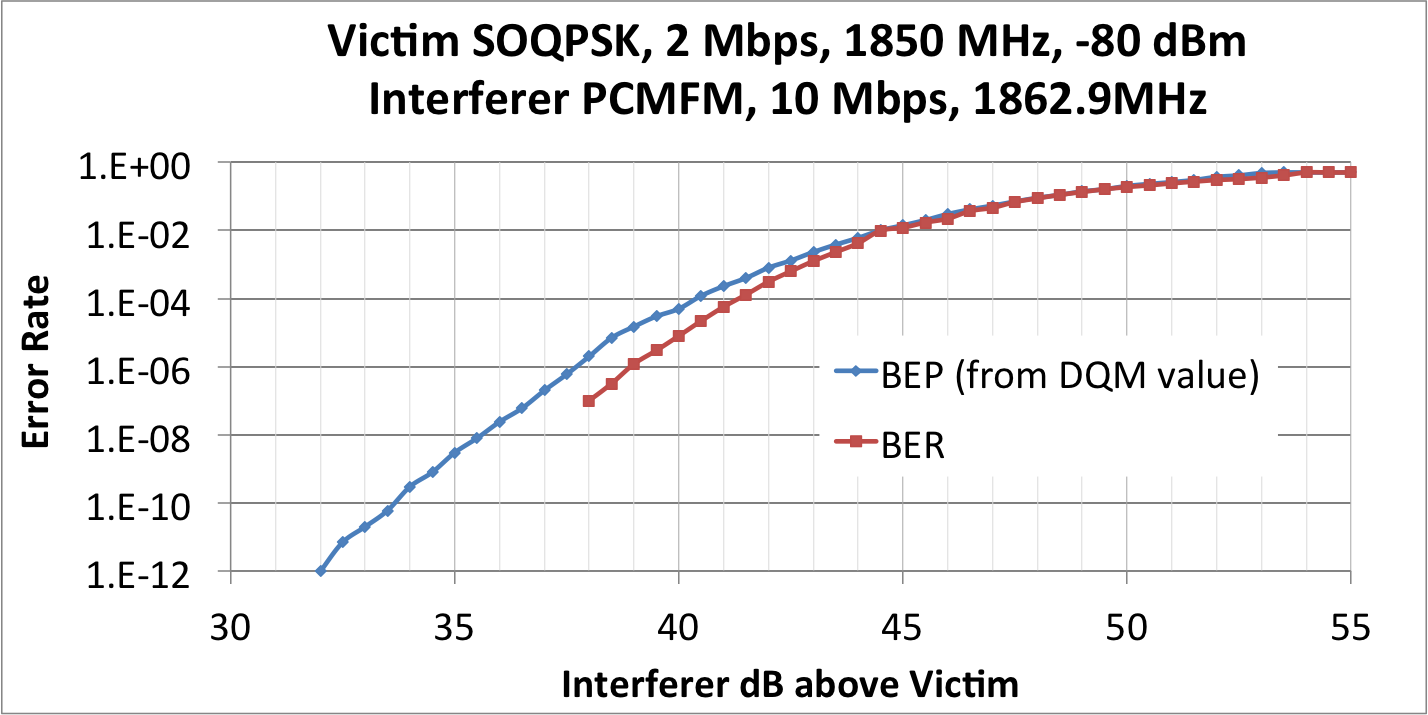 Victim SOQPSK, 2 Mbps, 1850 MHz, -80 dBm
Interferer PCMFM, 10 Mbps, 1862.9MHz
Error Rate
1.E+00
1.E-02
1.E-04
1.E-06
1.E-08
1.E-10
1.E-12
BEP (from DQM value)
BER
30 35 40 45 50 55
Interferer dB above Victim